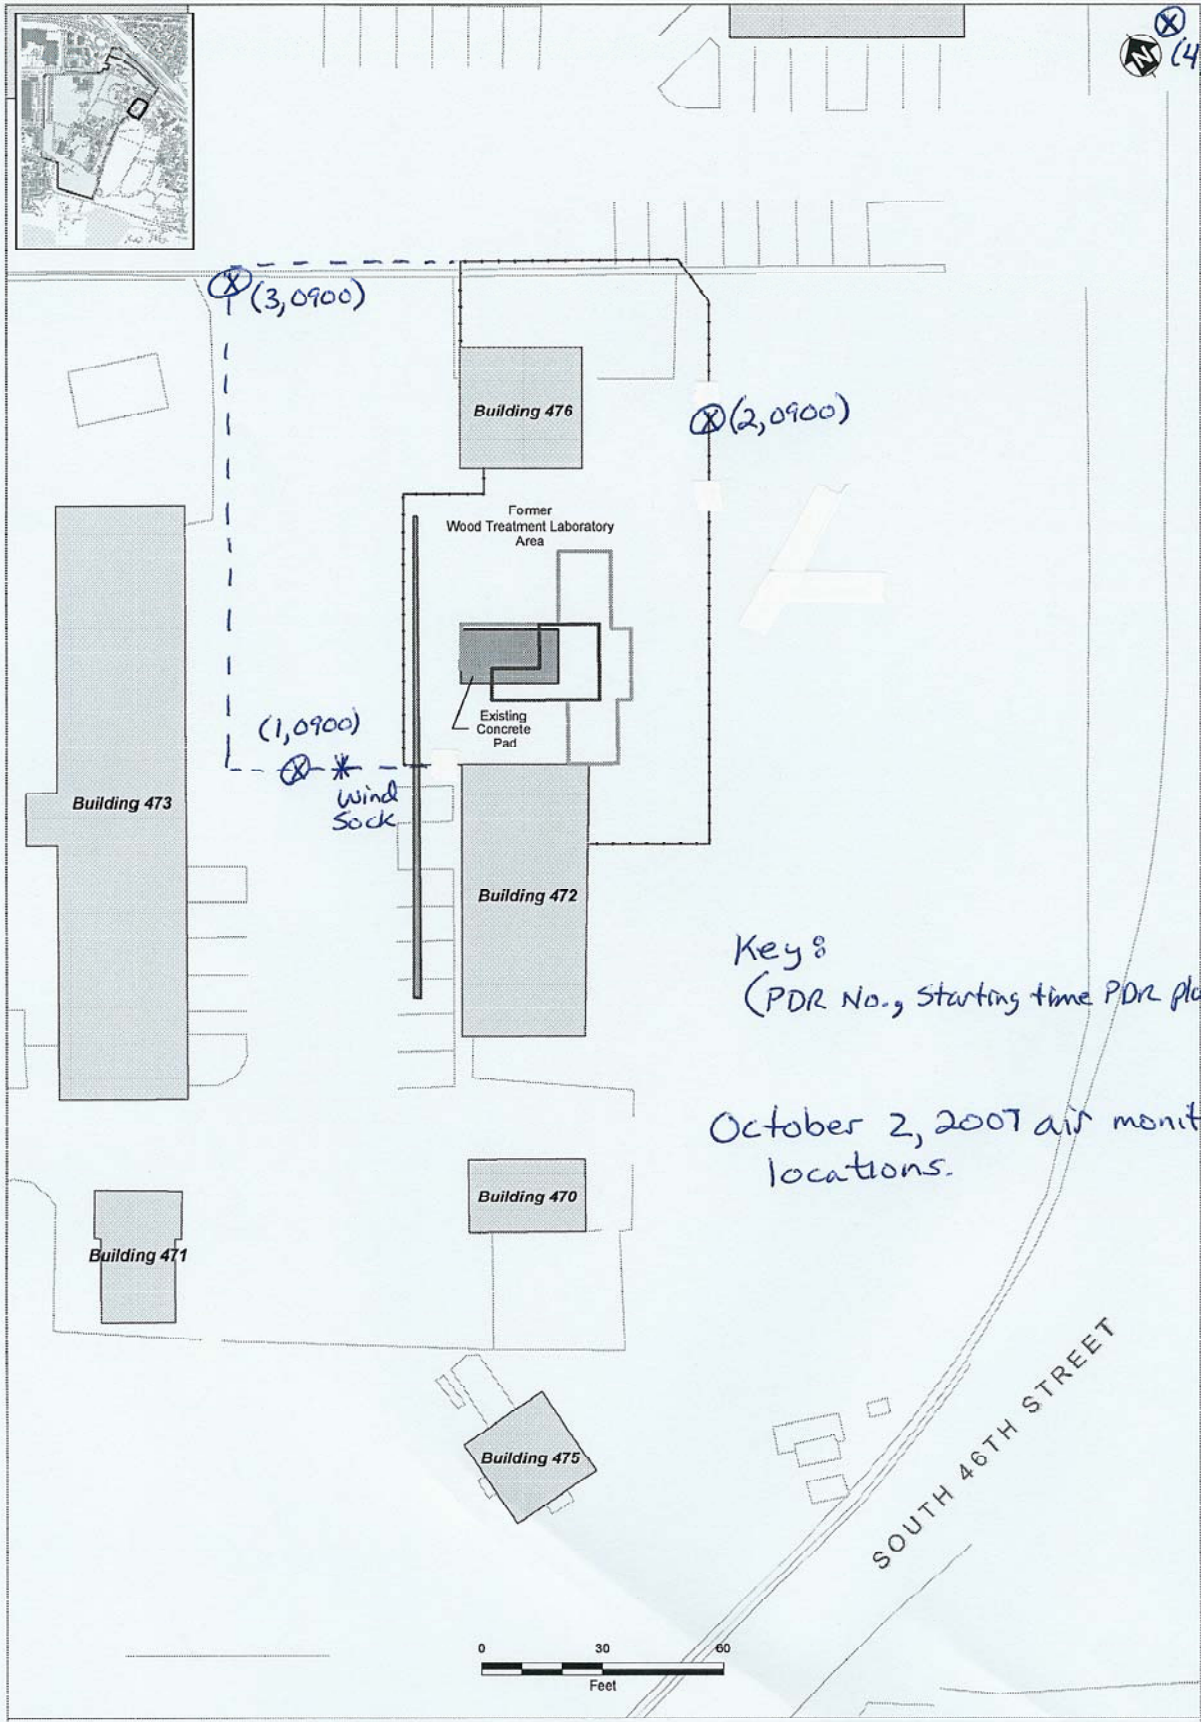 N
(4
(3,0900)
Building 476
(2,0900)
Former
Wood Treatment Laboratory
Area
(1,0900)
Existing
Concrete
Pad
Wind
Sock
Building 473
Building 472
Key:
(PDR No., Starting time PDR pla
October 2, 2007 air monit
locations.
Building 470
Building 471
Building 475
SOUTH 46TH STREET
0 30 60
Feet